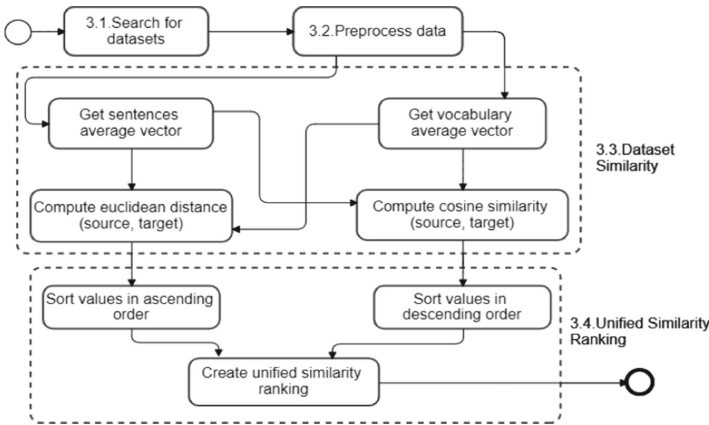 3.1.Search for
datasets
3.2.Preprocess data
Get sentences
average vector
Get vocabulary
average vector
3.3.Dataset
Similarity
Compute euclidean distance
(source, target)
Compute cosine similarity
(source, target)
Sort values in ascending
order
Sort values in
descending order
3.4.Unified Similarity
Ranking
Create unified similarity
ranking